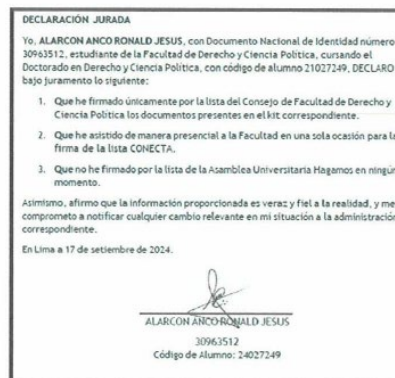 DECLARACIÓN JURADA
Yo, ALARCON ANCO RONALD JESUS, con Documento Nacional de Identidad número
30963512, estudiante de la Facultad de Derecho y Ciencia Política, cursando el
Doctorado en Derecho y Ciencia Política, con código de alumno 21027249, DECLARO
bajo juramento lo siguiente:
1. Que he firmado únicamente por la lista del Consejo de Facultad de Derecho y
Ciencia Política los documentos presentes en el kit correspondiente.
2. Que he asistido de manera presencial a la Facultad en una sola ocasión para la
firma de la lista CONECTA.
3. Que no he firmado por la lista de la Asamblea Universitaria Hagamos en ningún
momento.
Asimismo, afirmo que la información proporcionada es veraz y fiel a la realidad, y me
comprometo a notificar cualquier cambio relevante en mi situación a la administración
correspondiente.
En Lima a 17 de setiembre de 2024.
ALARCON ANCO RONALD JESUS
30963512
Código de Alumno: 24027249